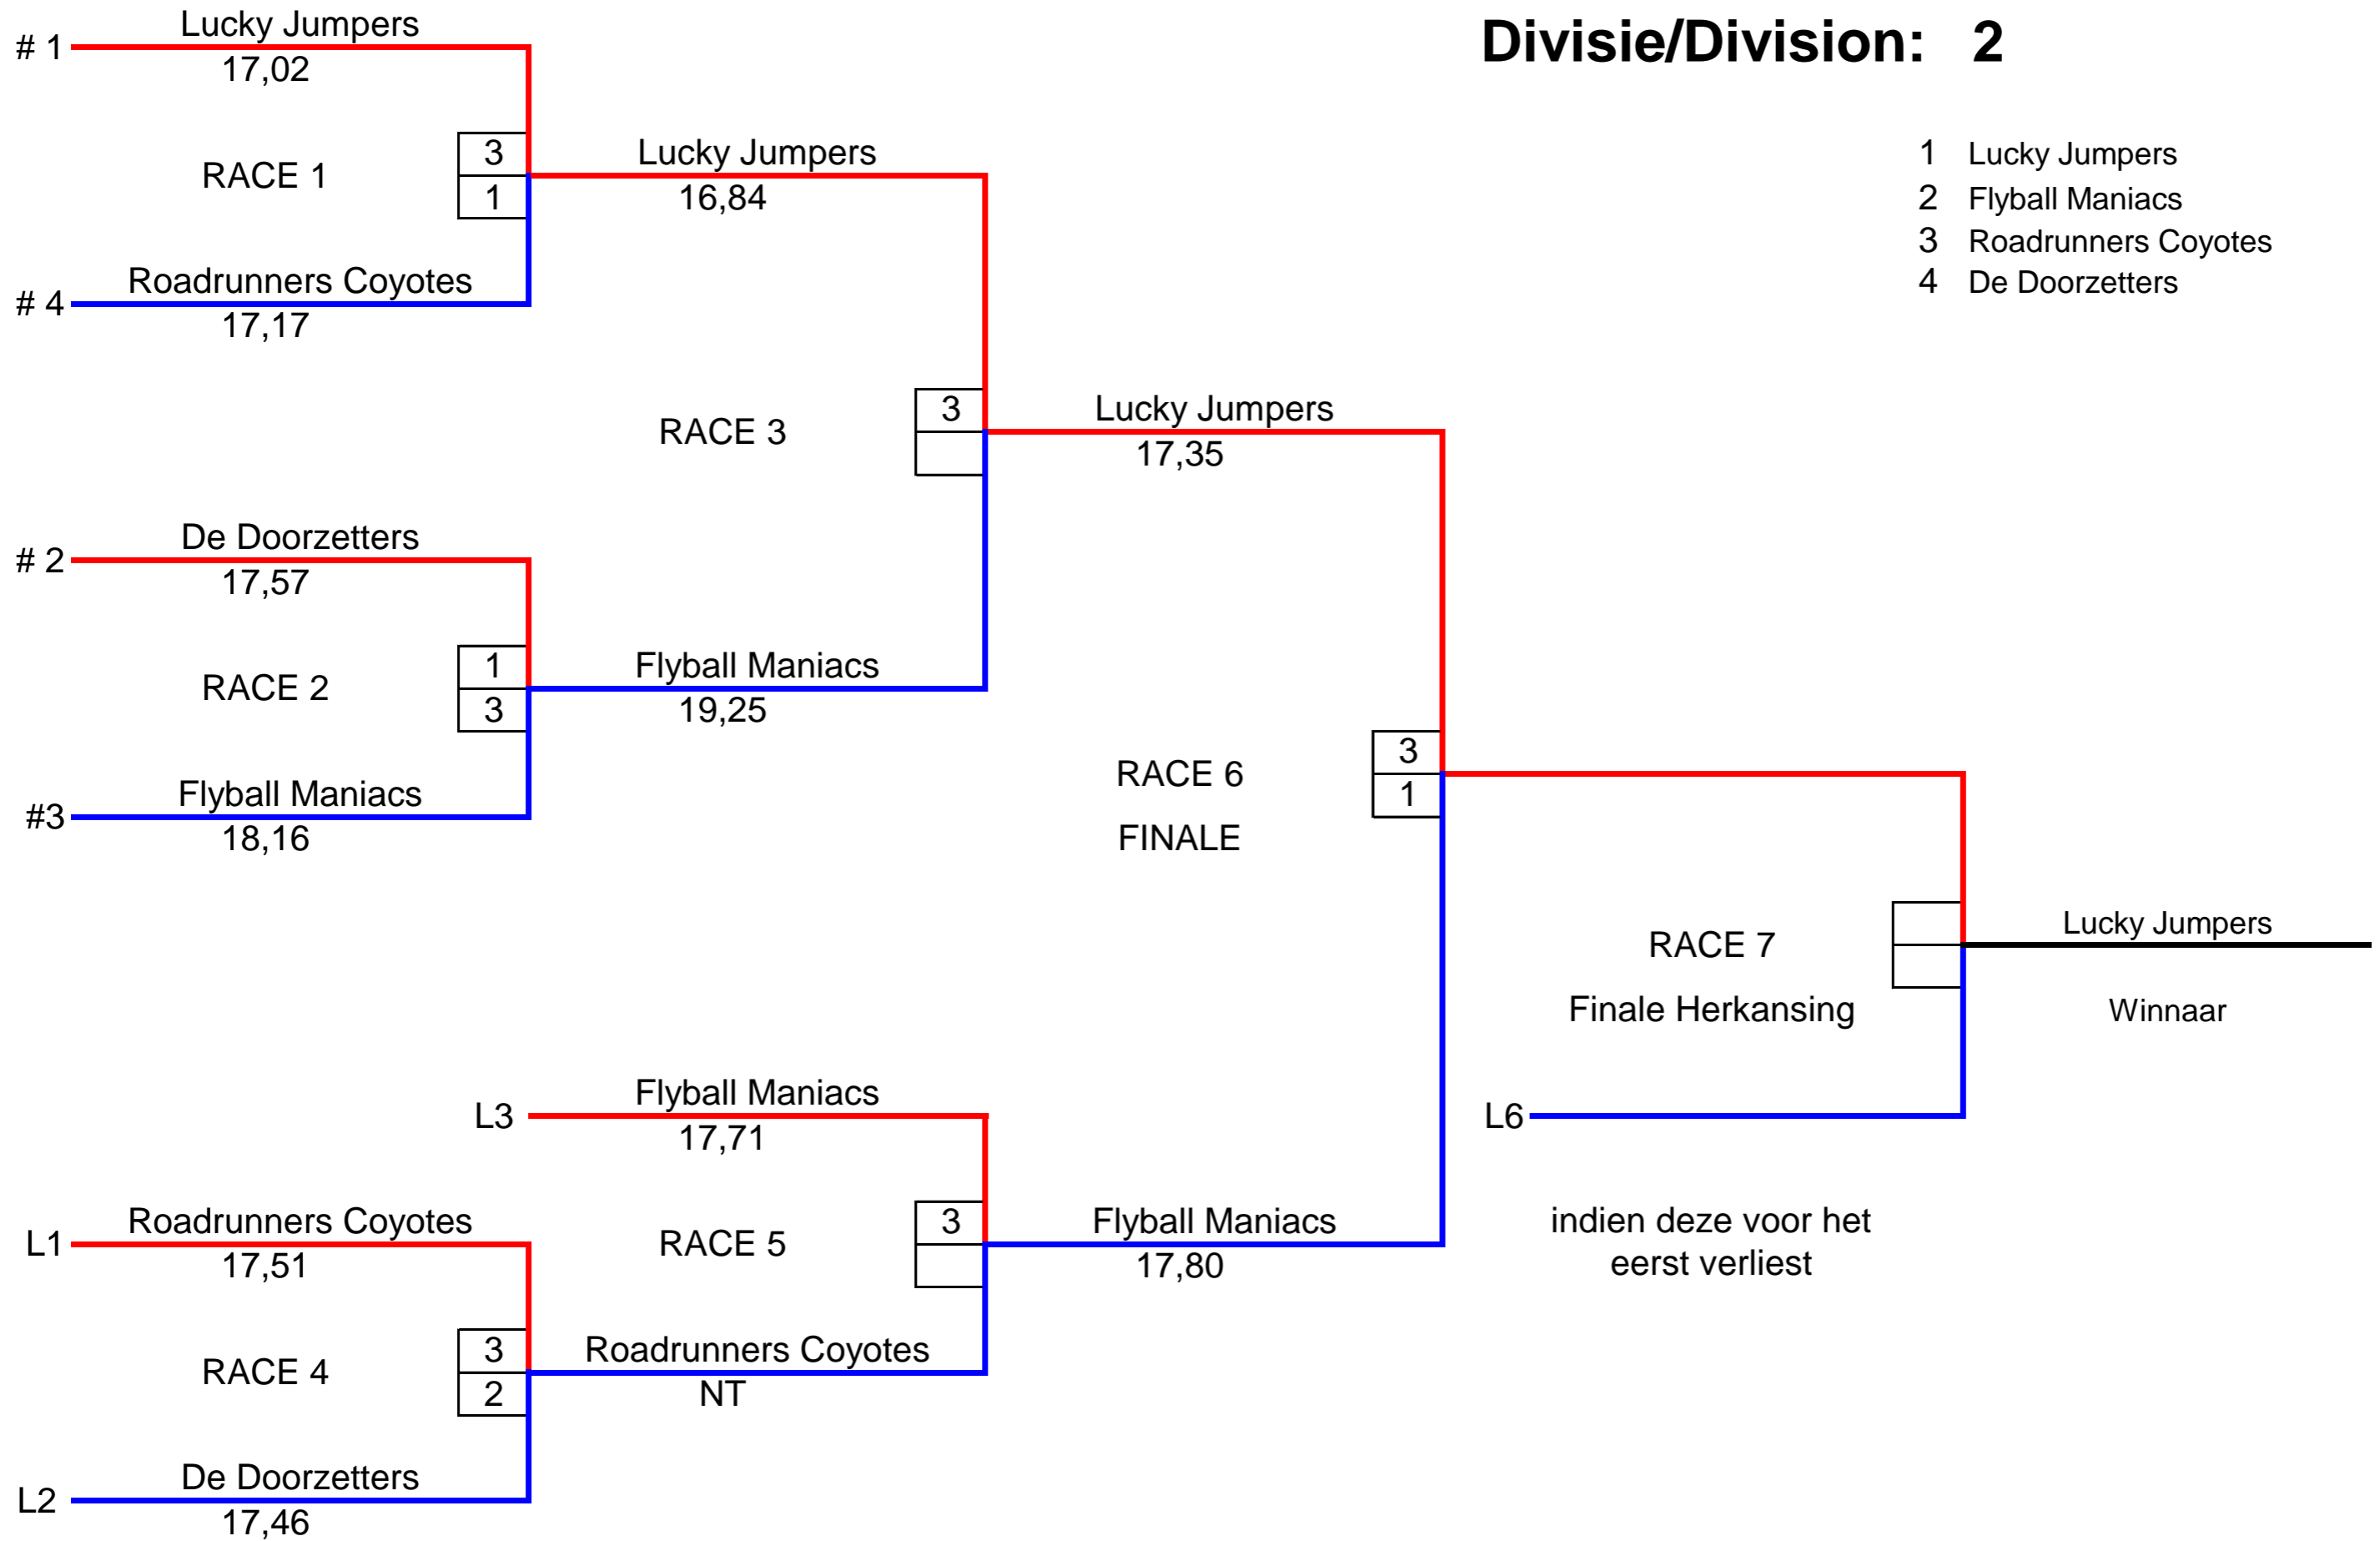 Divisie/Division: 2
1 Lucky Jumpers
2 Flyball Maniacs
3 Roadrunners Coyotes
4 De Doorzetters
# 1
Lucky Jumpers
17,02
RACE 1
3
1
# 4
Roadrunners Coyotes
17,17
Lucky Jumpers
16,84
RACE 3
3
# 2
De Doorzetters
17,57
RACE 2
1
3
#3
Flyball Maniacs
18,16
Flyball Maniacs
19,25
Lucky Jumpers
17,35
RACE 6
FINALE
3
1
RACE 7
Finale Herkansing
Lucky Jumpers
Winnaar
L3
Flyball Maniacs
17,71
RACE 5
3
Flyball Maniacs
17,80
L6
indien deze voor het
eerst verliest
L1
Roadrunners Coyotes
17,51
RACE 4
3
2
Roadrunners Coyotes
NT
L2
De Doorzetters
17,46